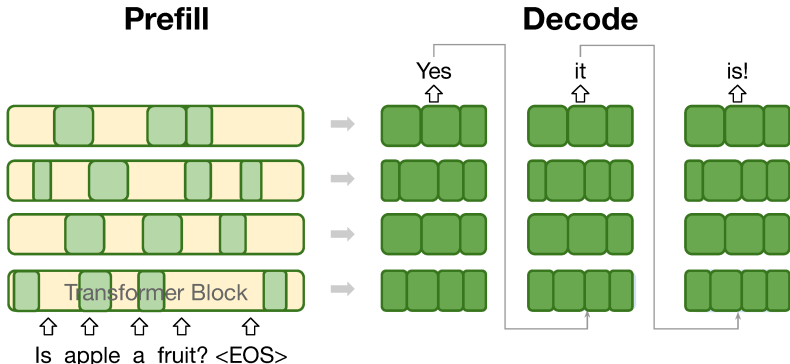 Prefill
Decode
Yes
it
is!
Transformer Block
Is apple a fruit? <EOS>